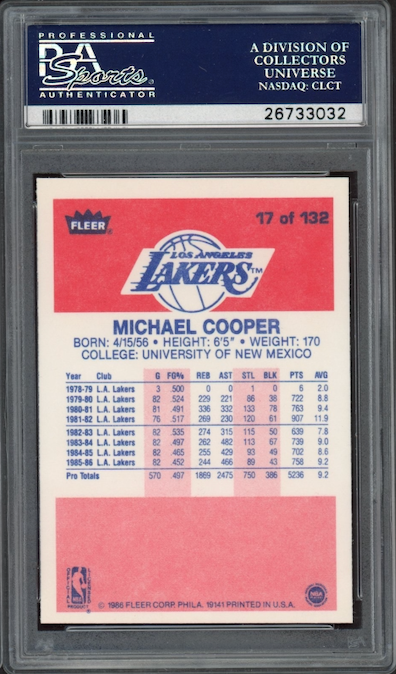 PROFESSIONAL
PSA
Sports
AUTHENTICATOR
A DIVISION OF
COLLECTORS
UNIVERSE
NASDAQ: CLCT
26733032
FLEER
17 of 132
LOS ANGELES
LAKERS TM
MICHAEL COOPER
BORN: 4/15/56 • HEIGHT: 6'5" • WEIGHT: 170
COLLEGE: UNIVERSITY OF NEW MEXICO
Year Club G FG% REB AST STL BLK PTS AVG
1978-79 L.A. Lakers 3 .500 0 0 1 0 6 2.0
1979-80 L.A. Lakers 82 .524 229 221 86 38 722 8.8
1980-81 L.A. Lakers 81 .491 336 332 133 78 763 9.4
1981-82 L.A. Lakers 76 .517 269 230 120 61 907 11.9
1982-83 L.A. Lakers 82 .535 274 315 115 50 639 7.8
1983-84 L.A. Lakers 82 .497 262 482 113 67 739 9.0
1984-85 L.A. Lakers 82 .465 255 429 93 49 702 8.6
1985-86 L.A. Lakers 82 .452 244 466 89 43 758 9.2
Pro Totals 570 .497 1869 2475 750 386 5236 9.2
OFFICIAL LICENSED
NBA
PRODUCT
© 1986 FLEER CORP. PHILA. 19141 PRINTED IN U.S.A.